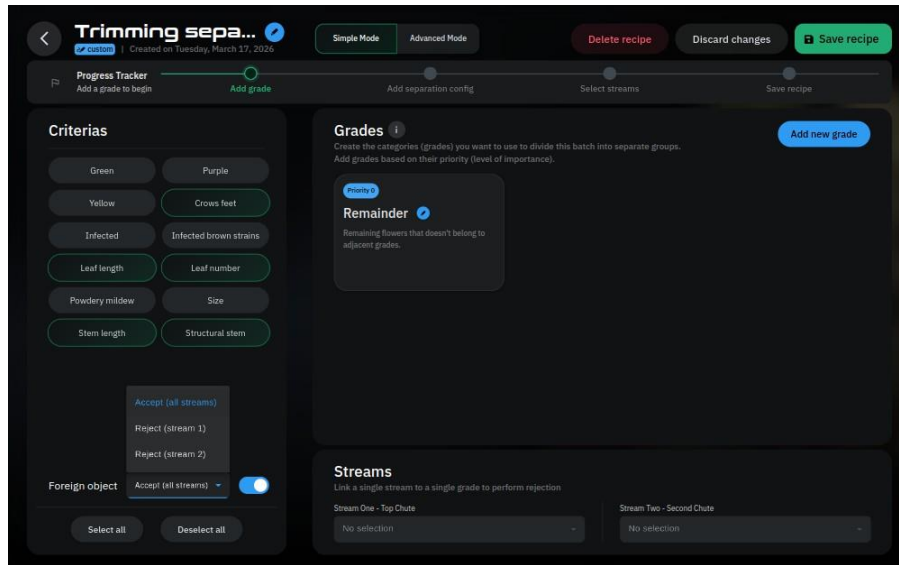 Trimming sepa...
custom | Created on Tuesday, March 17, 2026
Simple Mode
Advanced Mode
Delete recipe
Discard changes
Save recipe
Progress Tracker
Add a grade to begin
Add grade
Add separation config
Select streams
Save recipe
Criterias
Green
Purple
Yellow
Crows feet
Infected
Infected brown strains
Leaf length
Leaf number
Powdery mildew
Size
Stem length
Structural stem
Accept (all streams)
Reject (stream 1)
Reject (stream 2)
Foreign object
Accept (all streams)
Select all
Deselect all
Grades i
Create the categories (grades) you want to use to divide this batch into separate groups.
Add grades based on their priority (level of importance).
Add new grade
Priority 0
Remainder
Remaining flowers that doesn't belong to
adjacent grades.
Streams
Link a single stream to a single grade to perform rejection
Stream One - Top Chute
No selection
Stream Two - Second Chute
No selection